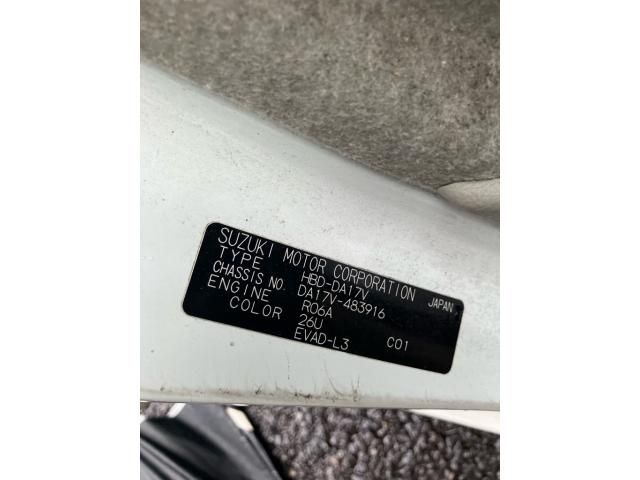 SUZUKI MOTOR CORPORATION JAPAN
TYPE HBD-DA17V
CHASSIS NO. DA17V-483916
ENGINE R06A
COLOR 26U
EVAD-L3 C01